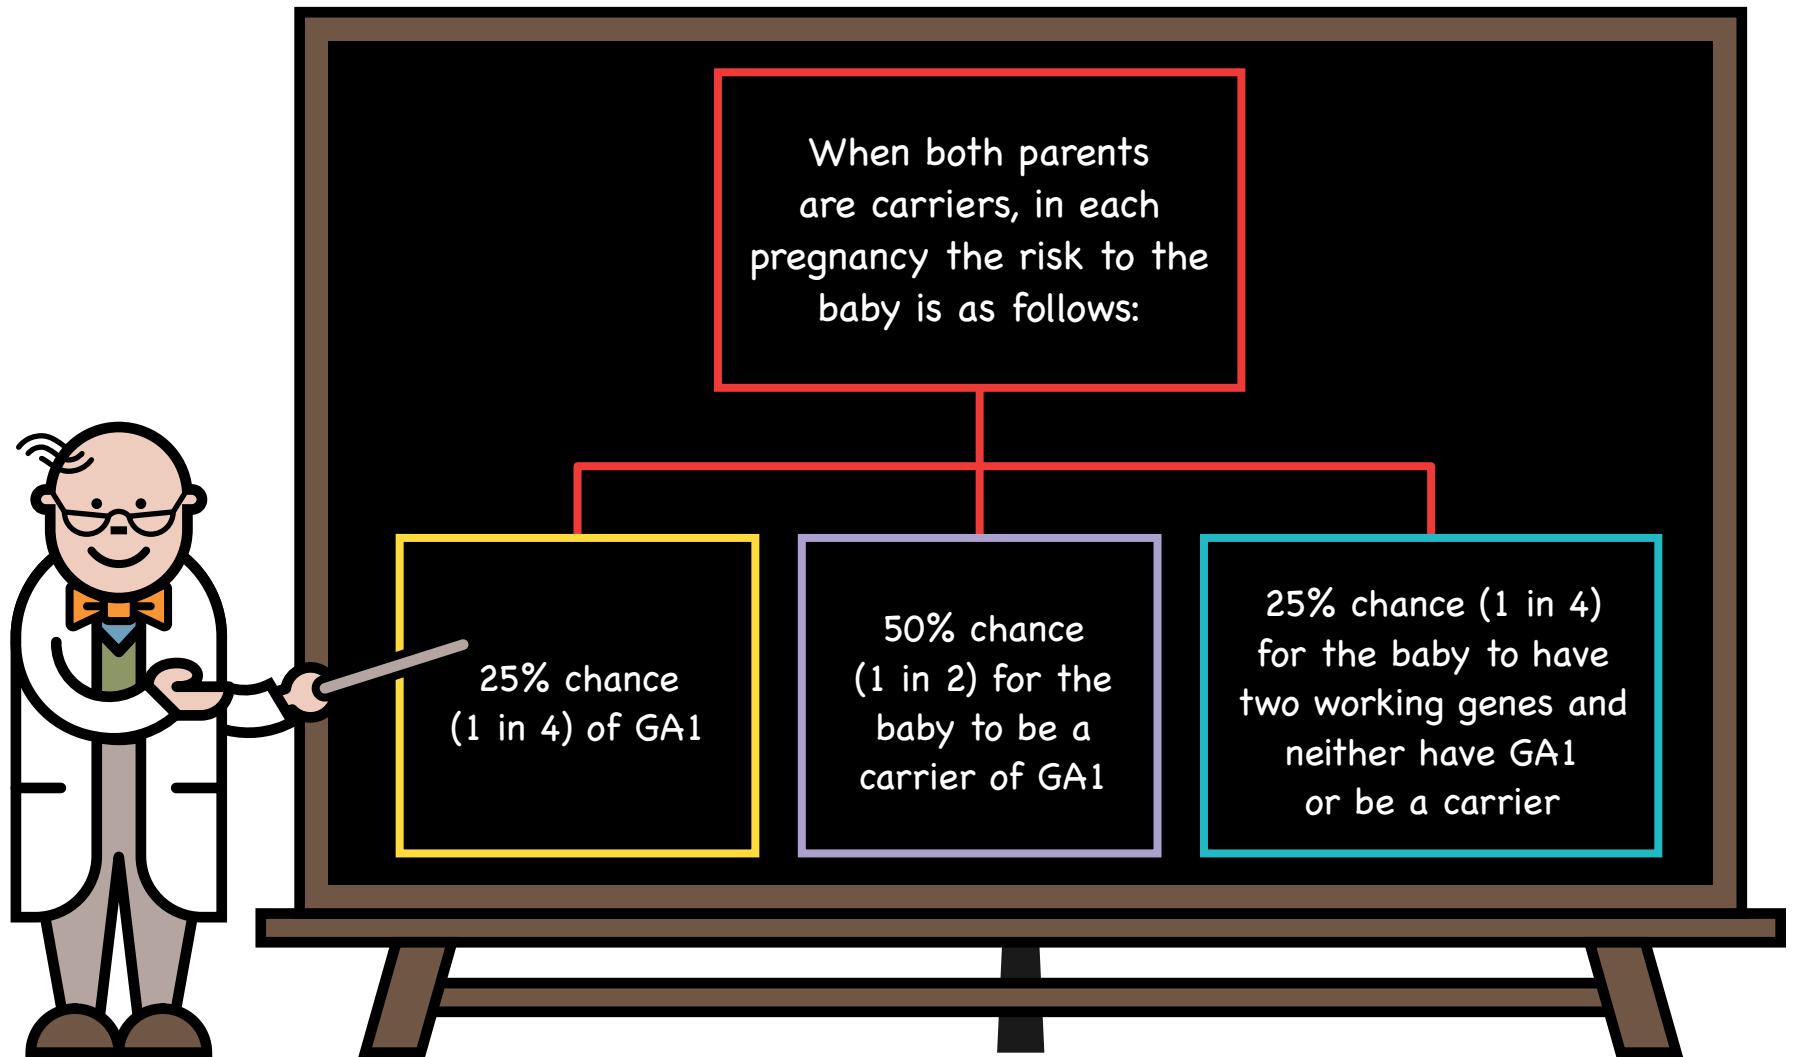 When both parents
are carriers, in each
pregnancy the risk to the
baby is as follows:
25% chance
(1 in 4) of GA1
50% chance
(1 in 2) for the
baby to be a
carrier of GA1
25% chance (1 in 4)
for the baby to have
two working genes and
neither have GA1
or be a carrier